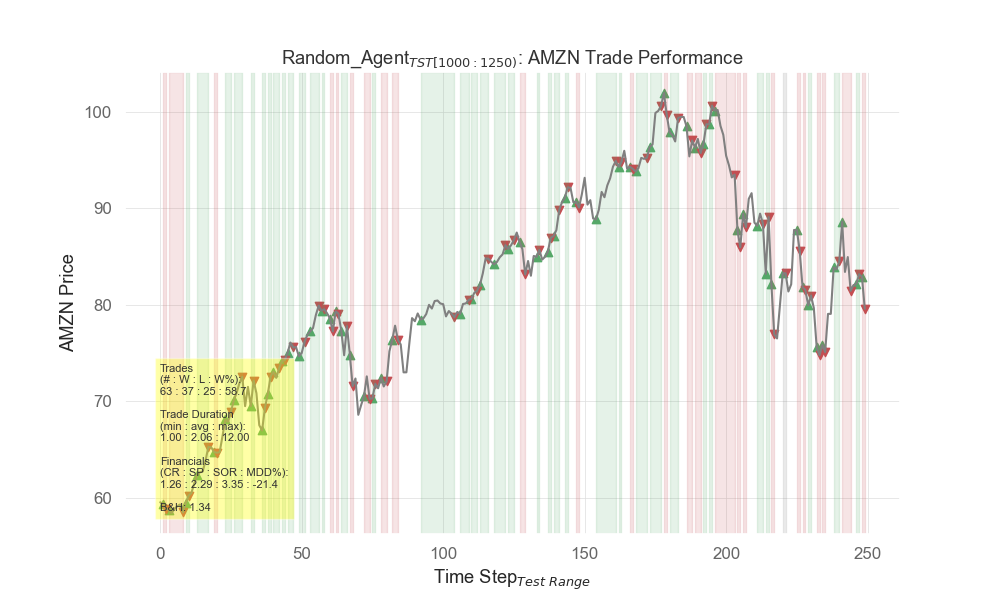 Random_Agent TST[1000 : 1250) : AMZN Trade Performance
AMZN Price
100
90
80
70
60
Trades
(# : W : L : W%):
63 : 37 : 25 : 58.7
Trade Duration
(min : avg : max):
1.00 : 2.06 : 12.00
Financials
(CR : SP : SOR : MDD%):
1.26 : 2.29 : 3.35 : -21.4
B&H: 1.34
0 50 100 150 200 250
Time Step Test Range